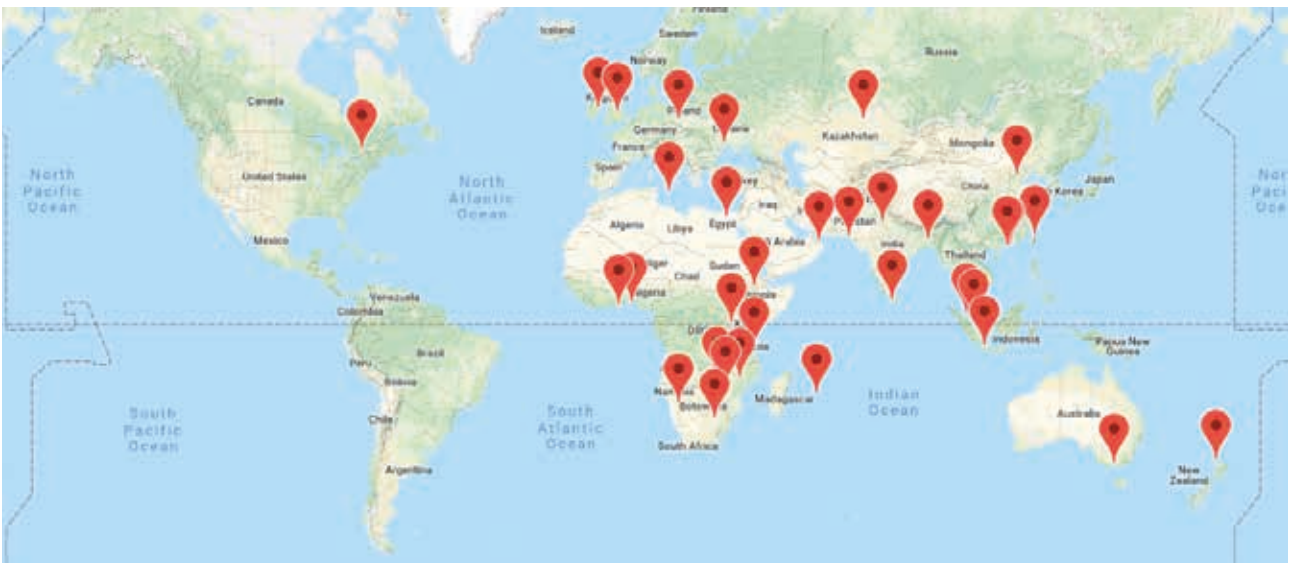 Iceland
Sweden
Russia
Norway
Canada
Germany
Kazakhstan
France
Mongolia
North
Pacific
Ocean
North
Atlantic
Ocean
Spain
United States
China
Japan
Korea
Iraq
Algeria
Libya
Egypt
Mexico
India
Thailand
Chad
Sudan
Venezuela
Colombia
Indonesia
Papua New
Guinea
Brazil
Peru
Bolivia
Madagascar
Indian
Ocean
South
Pacific
Ocean
South
Atlantic
Ocean
Chile
Australia
South Africa
Argentina
New
Zealand